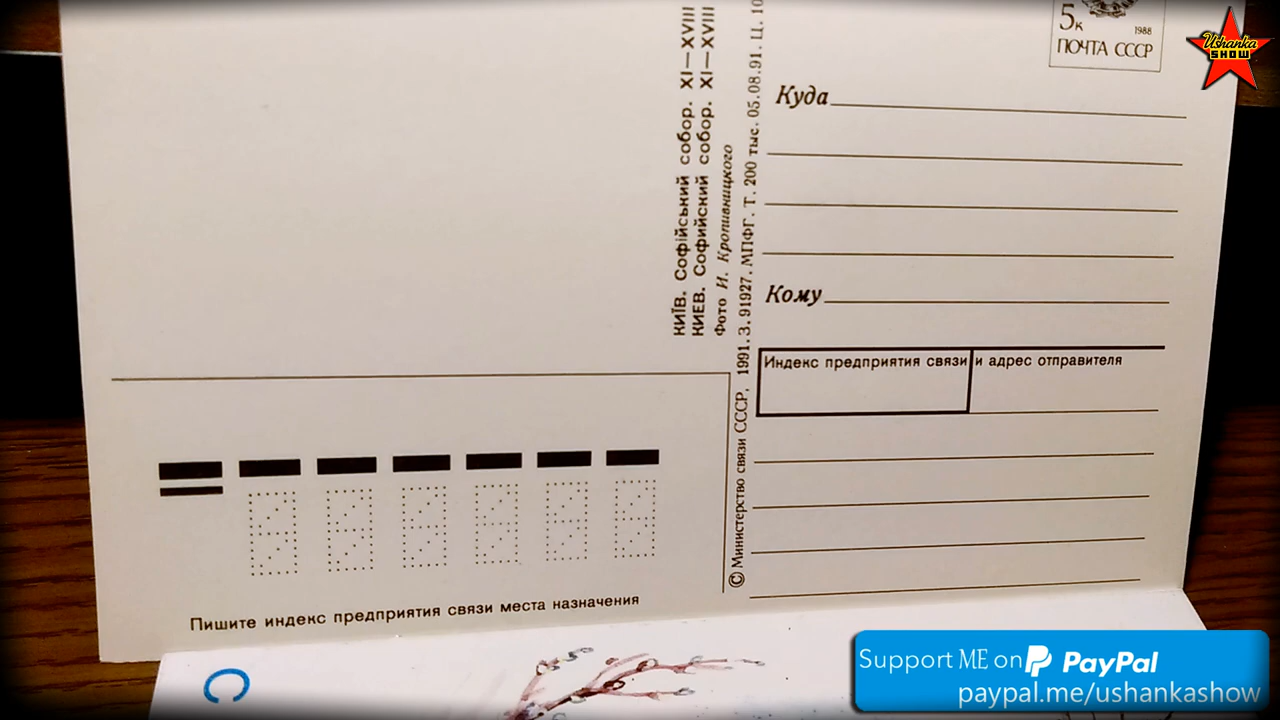 КИЇВ. Софійський собор. XI—XVIII
КИЕВ. Софийский собор. XI—XVIII
Фото И. Кропивницкого
© Министерство связи СССР, 1991. З. 91927. МПФГ. Т. 200 тыс. 05.08.91. Ц. 10
5к
1988
ПОЧТА СССР
Ushanka
SHOW
Куда
Кому
Индекс предприятия связи и адрес отправителя
Пишите индекс предприятия связи места назначения
С
Support ME on PayPal
paypal.me/ushankashow